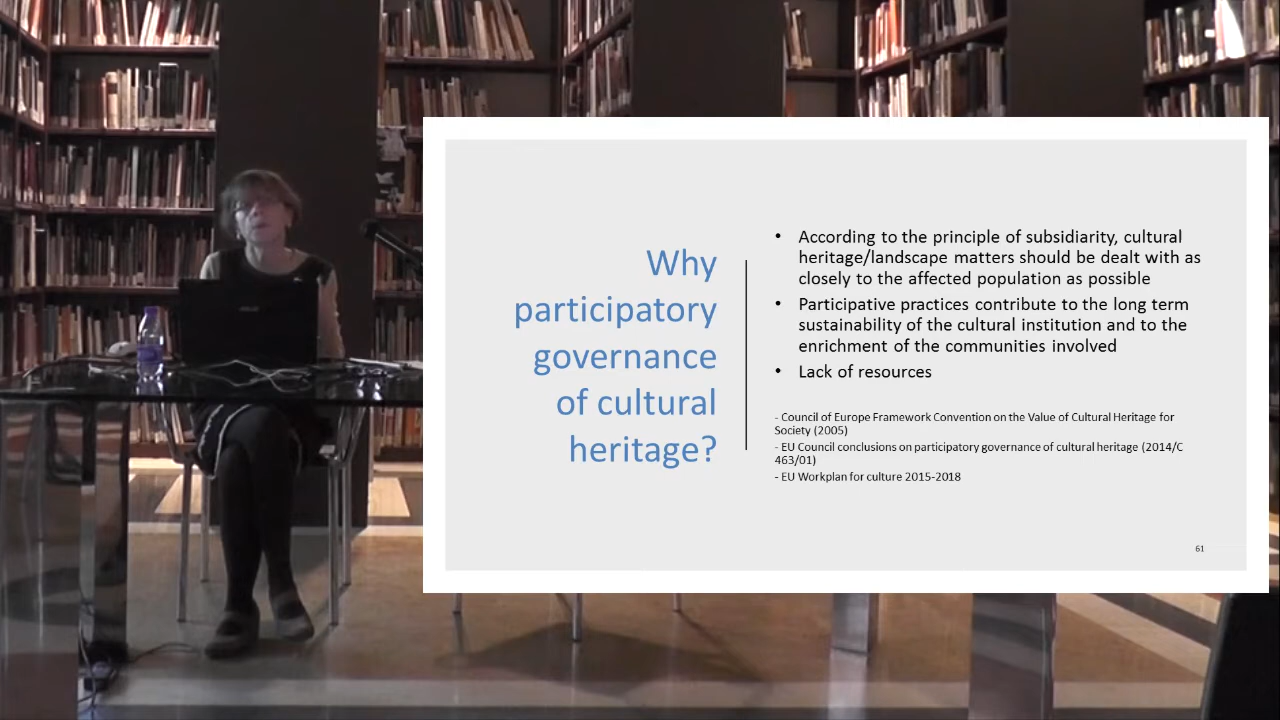 Why
participatory
governance
of cultural
heritage?
• According to the principle of subsidiarity, cultural
heritage/landscape matters should be dealt with as
closely to the affected population as possible
• Participative practices contribute to the long term
sustainability of the cultural institution and to the
enrichment of the communities involved
• Lack of resources
- Council of Europe Framework Convention on the Value of Cultural Heritage for
Society (2005)
- EU Council conclusions on participatory governance of cultural heritage (2014/C
463/01)
- EU Workplan for culture 2015-2018
61